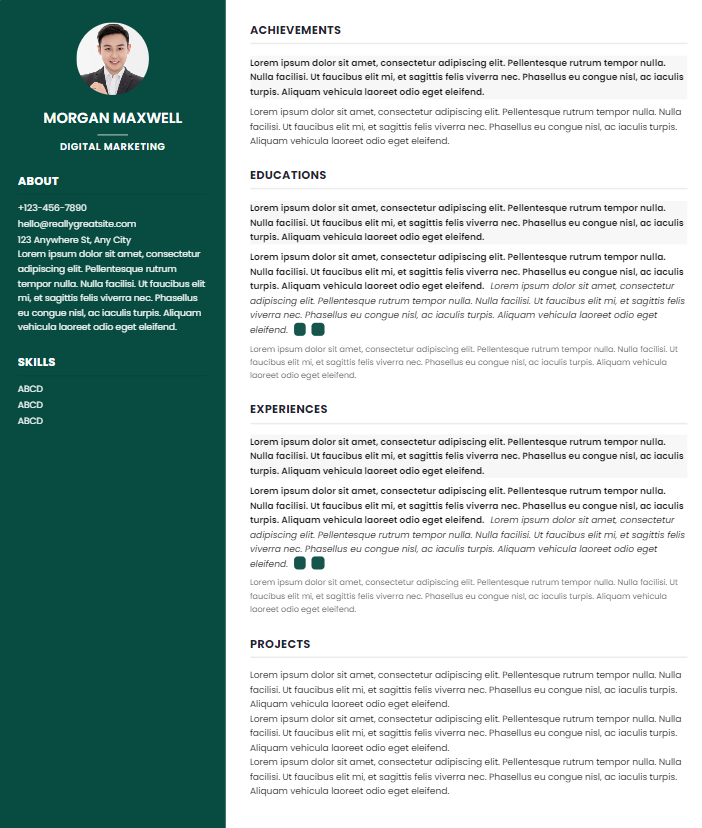 MORGAN MAXWELL
DIGITAL MARKETING
ABOUT
+123-456-7890
hello@reallygreatsite.com
123 Anywhere St, Any City
Lorem ipsum dolor sit amet, consectetur
adipiscing elit. Pellentesque rutrum
tempor nulla. Nulla facilisi. Ut faucibus elit
mi, et sagittis felis viverra nec. Phasellus
eu congue nisl, ac iaculis turpis. Aliquam
vehicula laoreet odio eget eleifend.
SKILLS
ABCD
ABCD
ABCD
ACHIEVEMENTS
Lorem ipsum dolor sit amet, consectetur adipiscing elit. Pellentesque rutrum tempor nulla.
Nulla facilisi. Ut faucibus elit mi, et sagittis felis viverra nec. Phasellus eu congue nisl, ac iaculis
turpis. Aliquam vehicula laoreet odio eget eleifend.
Lorem ipsum dolor sit amet, consectetur adipiscing elit. Pellentesque rutrum tempor nulla. Nulla
facilisi. Ut faucibus elit mi, et sagittis felis viverra nec. Phasellus eu congue nisl, ac iaculis turpis.
Aliquam vehicula laoreet odio eget eleifend.
EDUCATIONS
Lorem ipsum dolor sit amet, consectetur adipiscing elit. Pellentesque rutrum tempor nulla.
Nulla facilisi. Ut faucibus elit mi, et sagittis felis viverra nec. Phasellus eu congue nisl, ac iaculis
turpis. Aliquam vehicula laoreet odio eget eleifend.
Lorem ipsum dolor sit amet, consectetur adipiscing elit. Pellentesque rutrum tempor nulla.
Nulla facilisi. Ut faucibus elit mi, et sagittis felis viverra nec. Phasellus eu congue nisl, ac iaculis
turpis. Aliquam vehicula laoreet odio eget eleifend. Lorem ipsum dolor sit amet, consectetur
adipiscing elit. Pellentesque rutrum tempor nulla. Nulla facilisi. Ut faucibus elit mi, et sagittis felis
viverra nec. Phasellus eu congue nisl, ac iaculis turpis. Aliquam vehicula laoreet odio eget
eleifend.
Lorem ipsum dolor sit amet, consectetur adipiscing elit. Pellentesque rutrum tempor nulla. Nulla facilisi. Ut
faucibus elit mi, et sagittis felis viverra nec. Phasellus eu congue nisl, ac iaculis turpis. Aliquam vehicula
laoreet odio eget eleifend.
EXPERIENCES
Lorem ipsum dolor sit amet, consectetur adipiscing elit. Pellentesque rutrum tempor nulla.
Nulla facilisi. Ut faucibus elit mi, et sagittis felis viverra nec. Phasellus eu congue nisl, ac iaculis
turpis. Aliquam vehicula laoreet odio eget eleifend.
Lorem ipsum dolor sit amet, consectetur adipiscing elit. Pellentesque rutrum tempor nulla.
Nulla facilisi. Ut faucibus elit mi, et sagittis felis viverra nec. Phasellus eu congue nisl, ac iaculis
turpis. Aliquam vehicula laoreet odio eget eleifend. Lorem ipsum dolor sit amet, consectetur
adipiscing elit. Pellentesque rutrum tempor nulla. Nulla facilisi. Ut faucibus elit mi, et sagittis felis
viverra nec. Phasellus eu congue nisl, ac iaculis turpis. Aliquam vehicula laoreet odio eget
eleifend.
Lorem ipsum dolor sit amet, consectetur adipiscing elit. Pellentesque rutrum tempor nulla. Nulla facilisi. Ut
faucibus elit mi, et sagittis felis viverra nec. Phasellus eu congue nisl, ac iaculis turpis. Aliquam vehicula
laoreet odio eget eleifend.
PROJECTS
Lorem ipsum dolor sit amet, consectetur adipiscing elit. Pellentesque rutrum tempor nulla. Nulla
facilisi. Ut faucibus elit mi, et sagittis felis viverra nec. Phasellus eu congue nisl, ac iaculis turpis.
Aliquam vehicula laoreet odio eget eleifend.
Lorem ipsum dolor sit amet, consectetur adipiscing elit. Pellentesque rutrum tempor nulla. Nulla
facilisi. Ut faucibus elit mi, et sagittis felis viverra nec. Phasellus eu congue nisl, ac iaculis turpis.
Aliquam vehicula laoreet odio eget eleifend.
Lorem ipsum dolor sit amet, consectetur adipiscing elit. Pellentesque rutrum tempor nulla. Nulla
facilisi. Ut faucibus elit mi, et sagittis felis viverra nec. Phasellus eu congue nisl, ac iaculis turpis.
Aliquam vehicula laoreet odio eget eleifend.